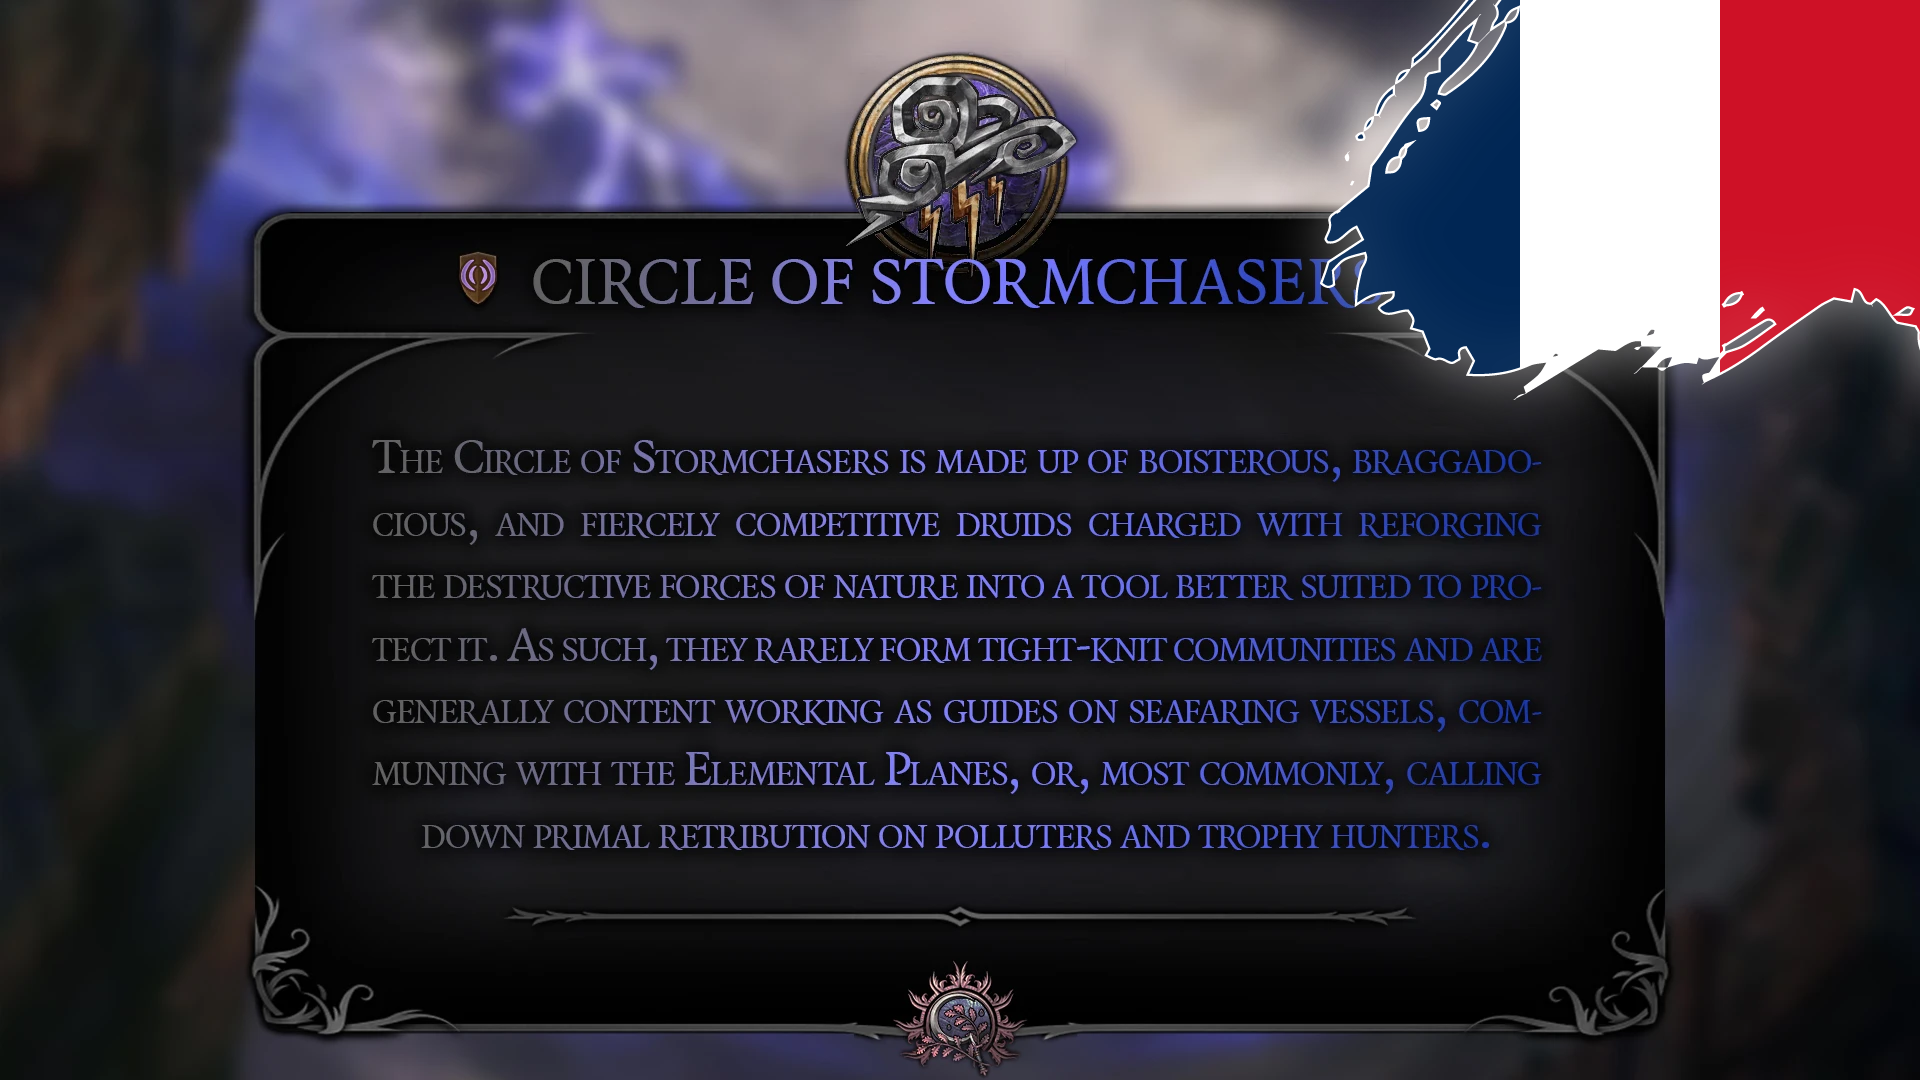 CIRCLE OF STORMCHASERS
The Circle of Stormchasers is made up of boisterous, braggado-
cious, and fiercely competitive druids charged with reforging
the destructive forces of nature into a tool better suited to pro-
tect it. As such, they rarely form tight-knit communities and are
generally content working as guides on seafaring vessels, com-
muning with the Elemental Planes, or, most commonly, calling
down primal retribution on polluters and trophy hunters.